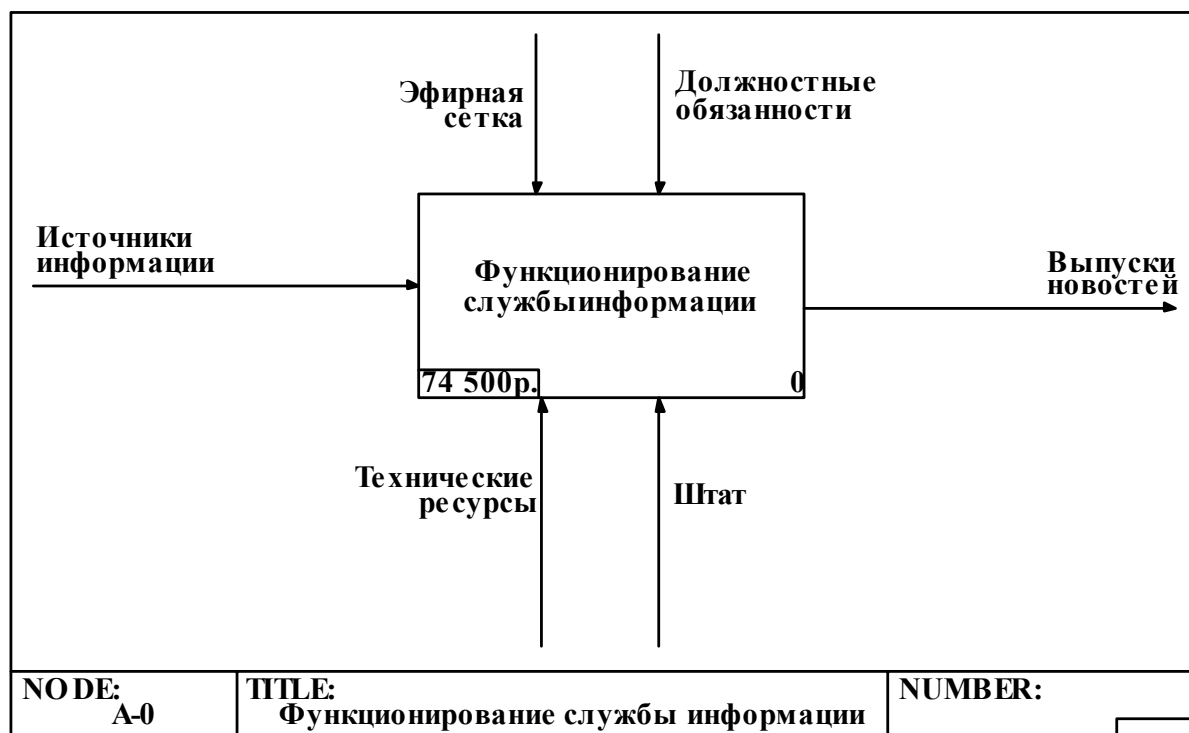 Эфирная
сетка
Должностные
обязанности
Источники
информации
Функционирование
службыинформации
Выпуски
новостей
74 500р.
0
Технические
ресурсы
Штат
NODE:
A-0
TITLE:
Функционирование службы информации
NUMBER: